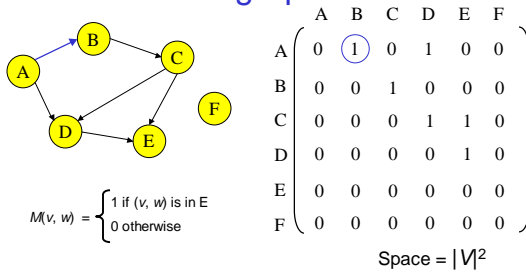 A B C D E F
A 0 1 0 1 0 0
B 0 0 1 0 0 0
C 0 0 0 1 1 0
D 0 0 0 0 1 0
E 0 0 0 0 0 0
F 0 0 0 0 0 0
B
C
A
F
D
E
M(v, w) = { 1 if (v, w) is in E
0 otherwise
Space = |V|²